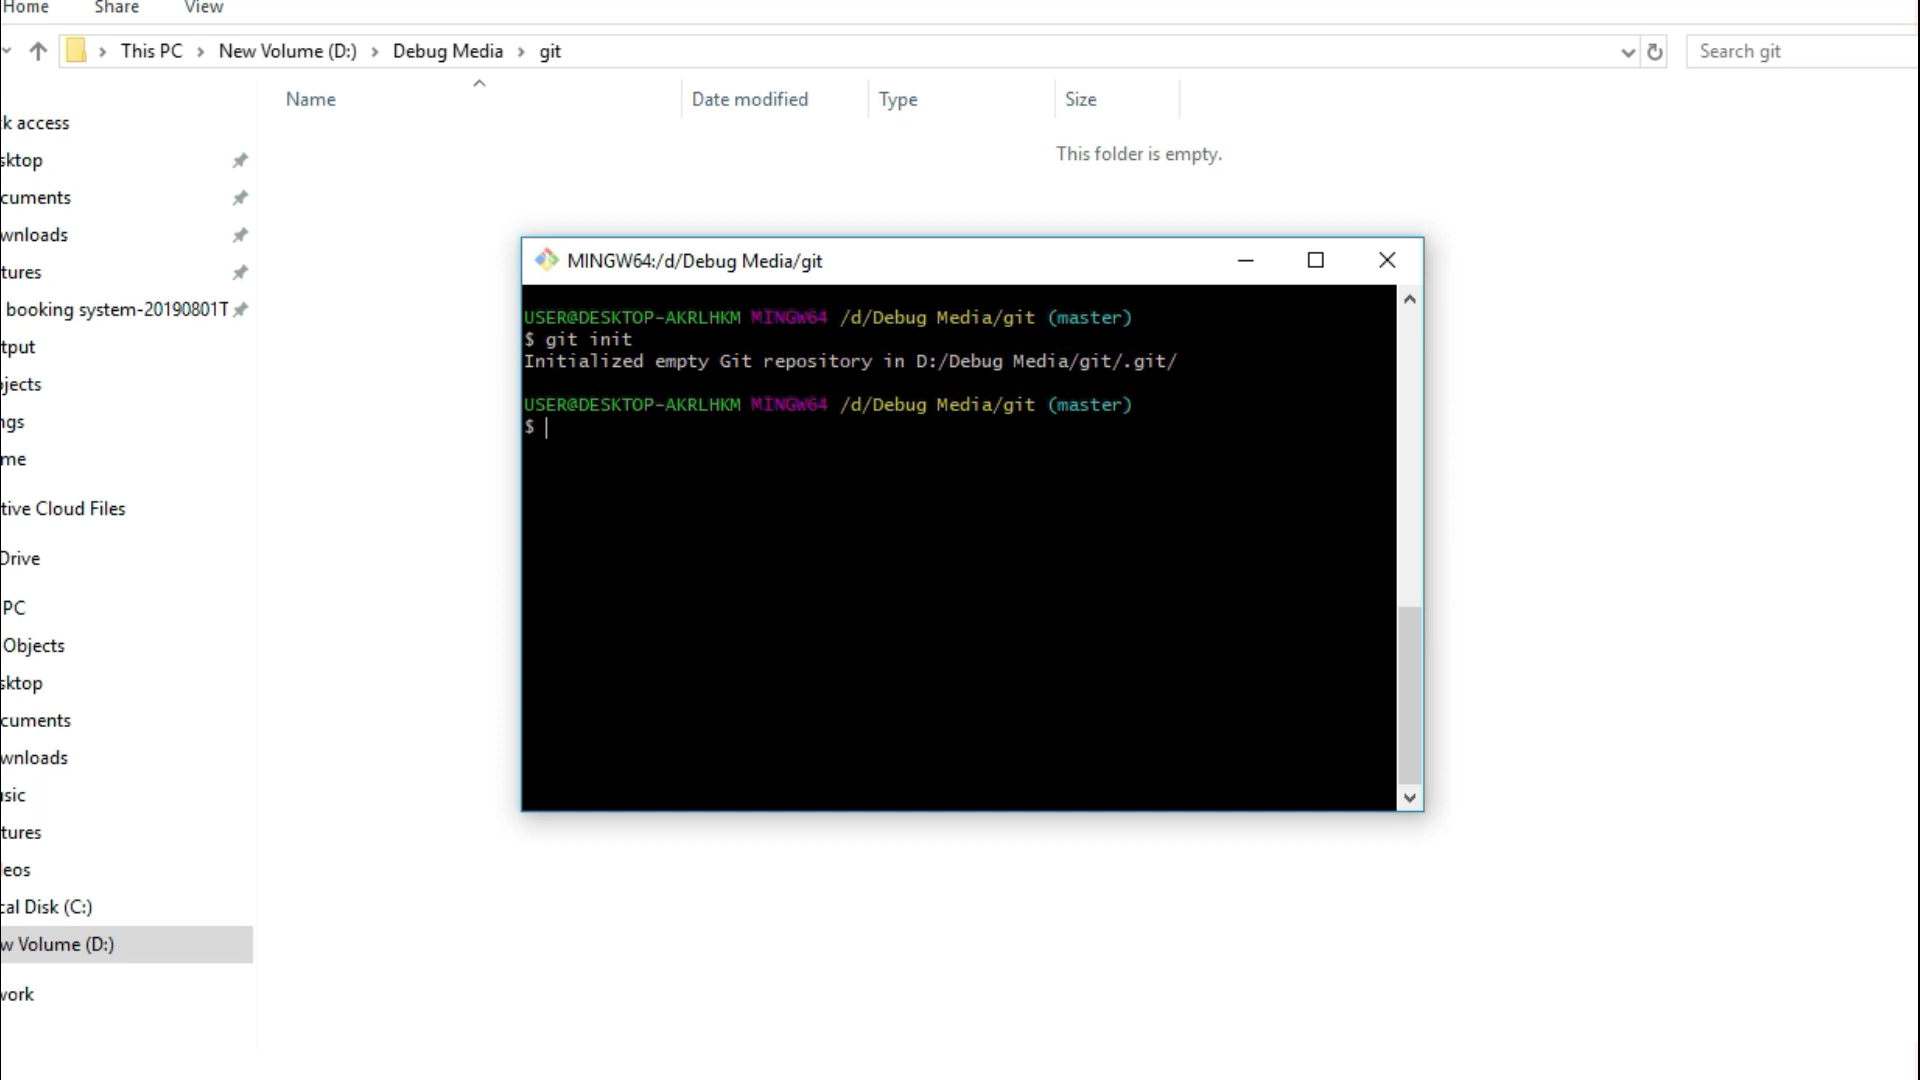 Home Share View
This PC > New Volume (D:) > Debug Media > git
Search git
Name Date modified Type Size
This folder is empty.
k access
sktop
cuments
wnloads
tures
booking system-20190801T
tput
jects
ngs
me
tive Cloud Files
Drive
PC
Objects
sktop
cuments
wnloads
usic
tures
eos
cal Disk (C:)
w Volume (D:)
work
MINGW64:/d/Debug Media/git
USER@DESKTOP-AKRLHKM MINGW64 /d/Debug Media/git (master)
$ git init
Initialized empty Git repository in D:/Debug Media/git/.git/
USER@DESKTOP-AKRLHKM MINGW64 /d/Debug Media/git (master)
$